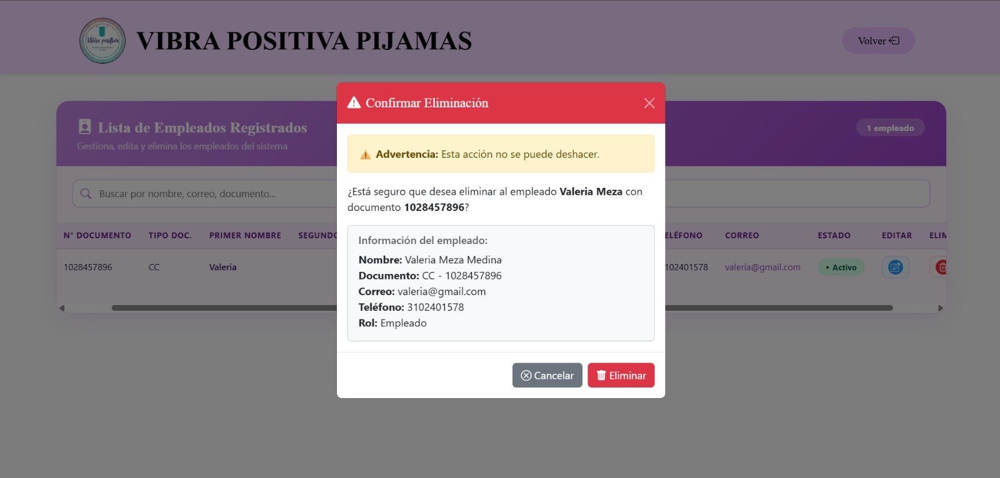 Vibra positiva
VIBRA POSITIVA PIJAMAS
Volver
Confirmar Eliminación
Lista de Empleados Registrados
Gestiona, edita y elimina los empleados del sistema
1 empleado
Advertencia: Esta acción no se puede deshacer.
Buscar por nombre, correo, documento...
¿Está seguro que desea eliminar al empleado Valeria Meza con
documento 1028457896?
N° DOCUMENTO TIPO DOC. PRIMER NOMBRE SEGUNDO ELÉFONO CORREO ESTADO EDITAR ELIM
1028457896 CC Valeria 102401578 valeria@gmail.com • Activo
Información del empleado:
Nombre: Valeria Meza Medina
Documento: CC - 1028457896
Correo: valeria@gmail.com
Teléfono: 3102401578
Rol: Empleado
Cancelar Eliminar